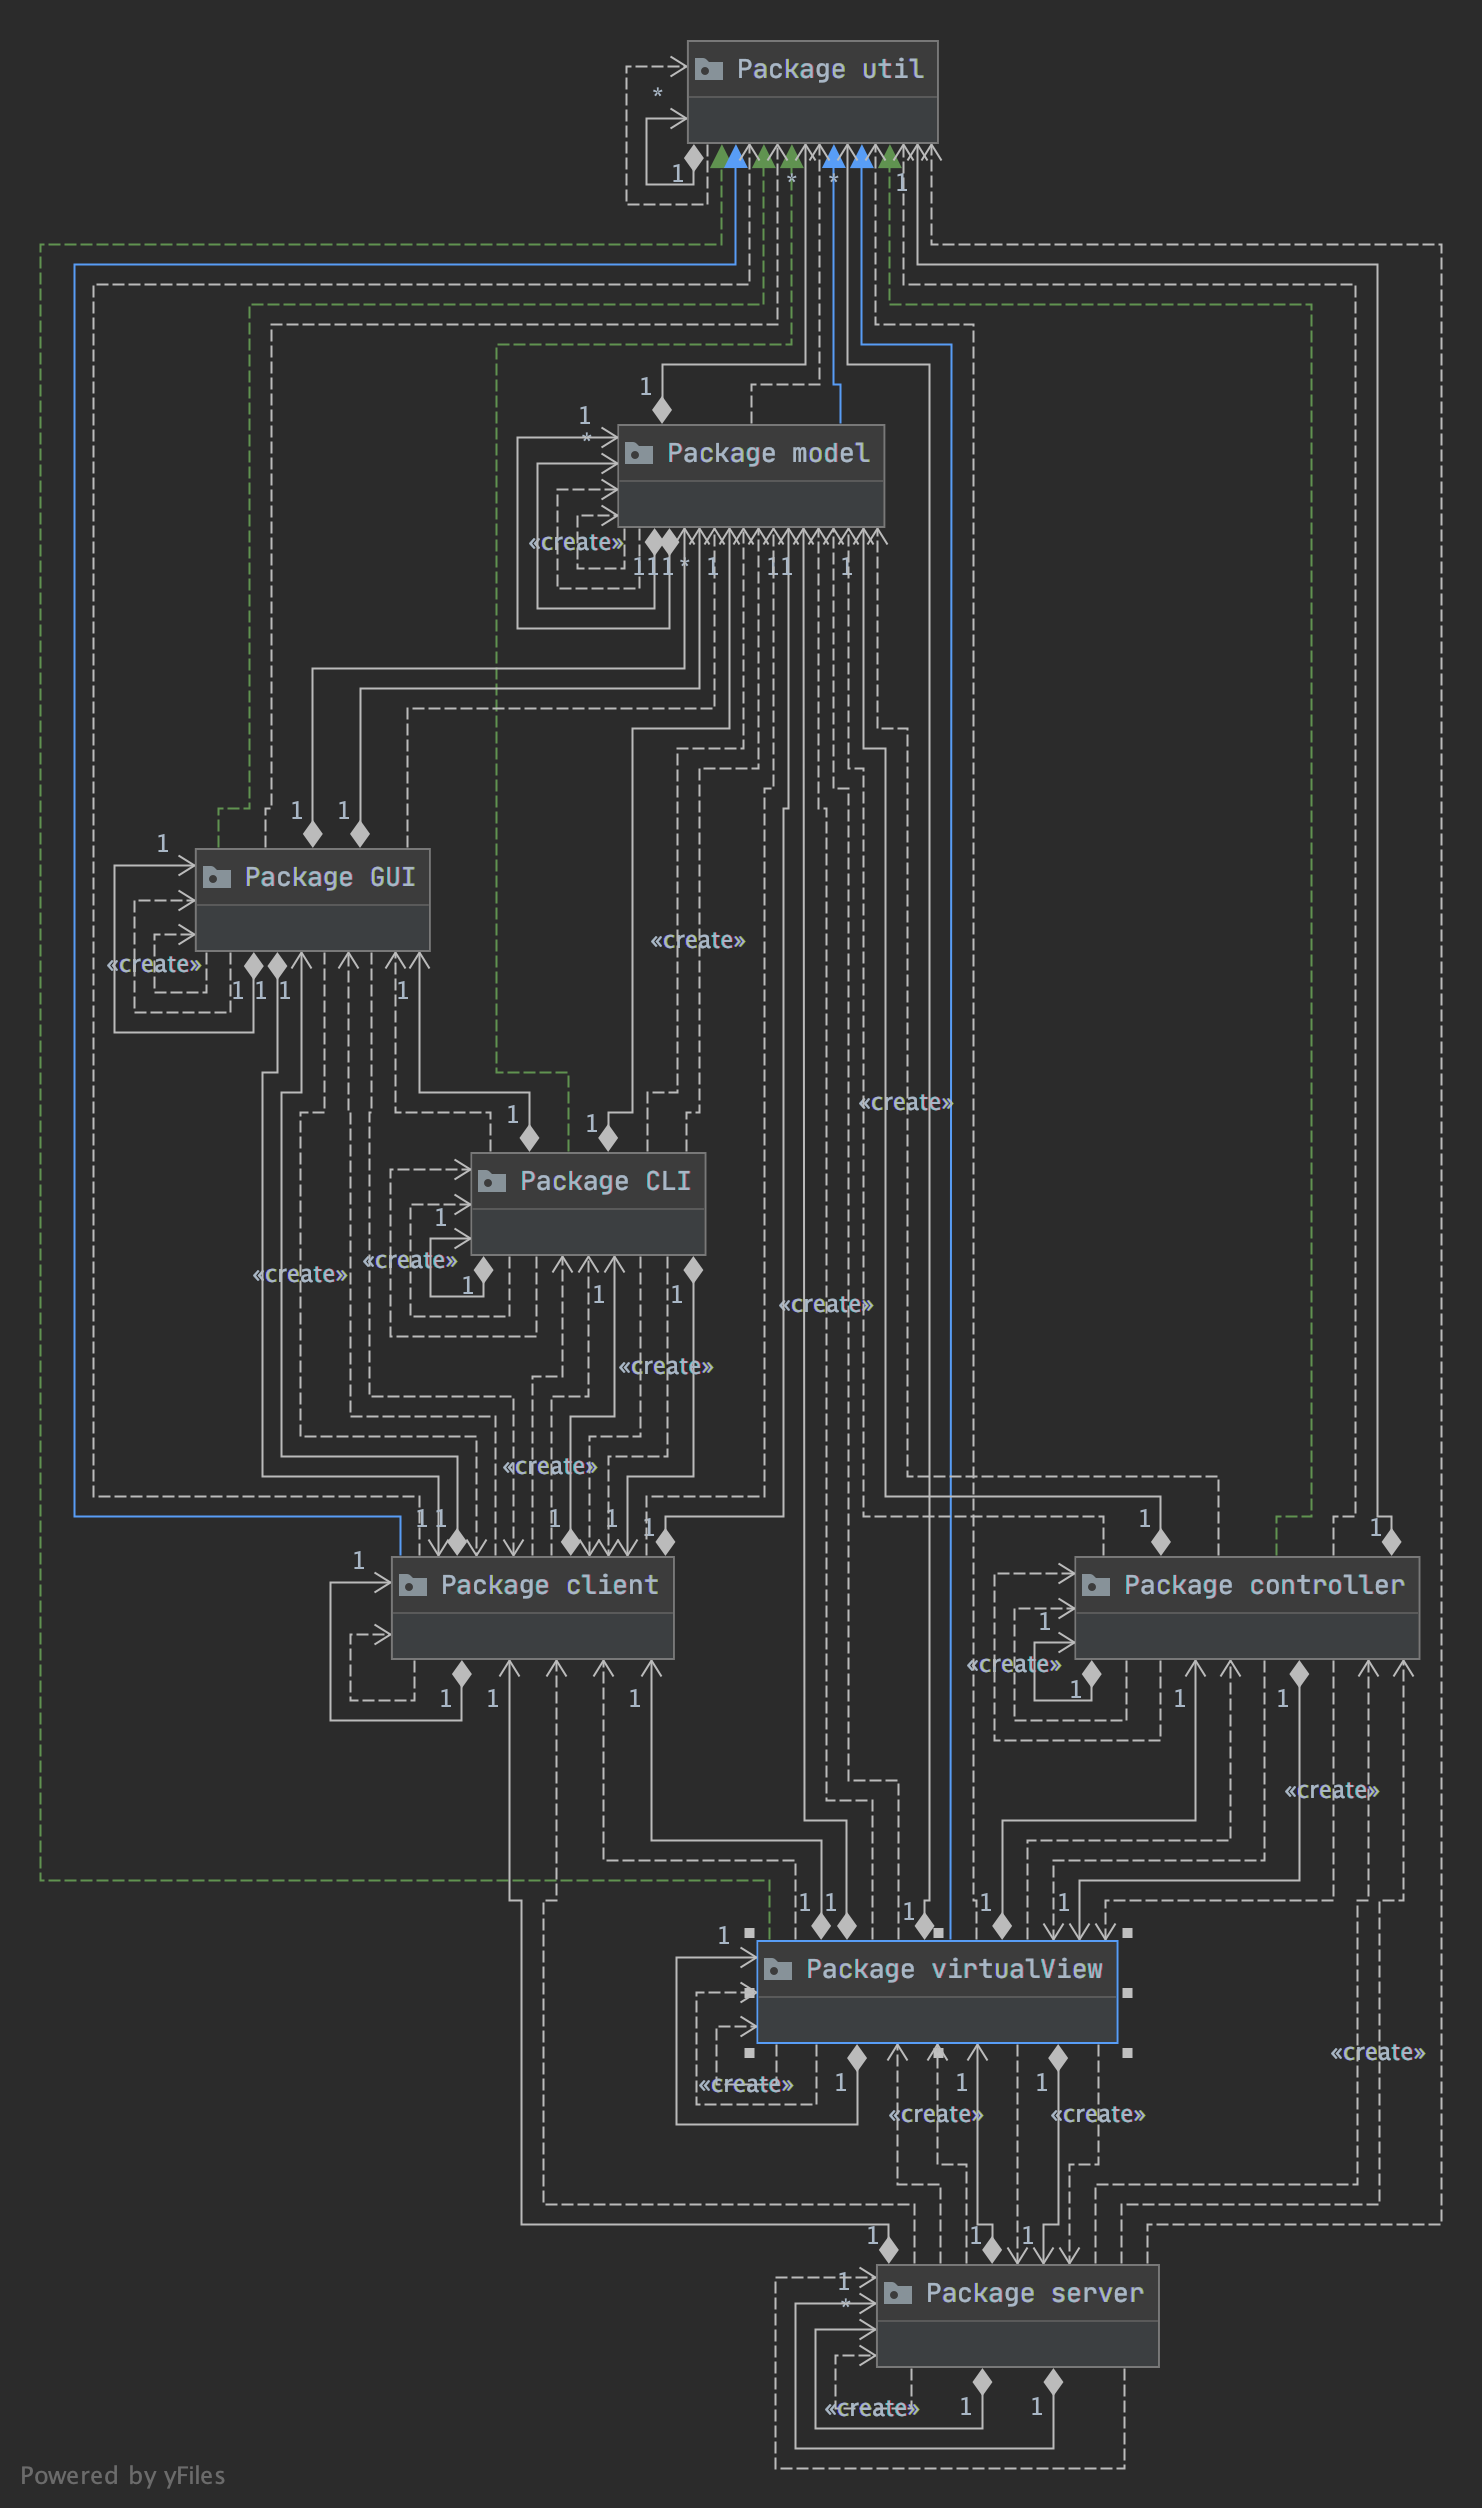 Package util
*
1
*
*
1
1
1
*
Package model
«create»
111
*
1
11
1
1
1
1
Package GUI
«create»
1
1
1
1
«create»
«create»
1
1
Package CLI
1
«create»
«create»
1
1
1
«create»
«create»
«create»
1
1
1
1
1
1
1
1
Package client
Package controller
1
«create»
1
1
1
1
1
1
«create»
1
1
1
1
1
1
Package virtualView
«create»
«create»
1
1
1
«create»
«create»
1
1
1
1
*
Package server
«create»
1
1
Powered by yFiles